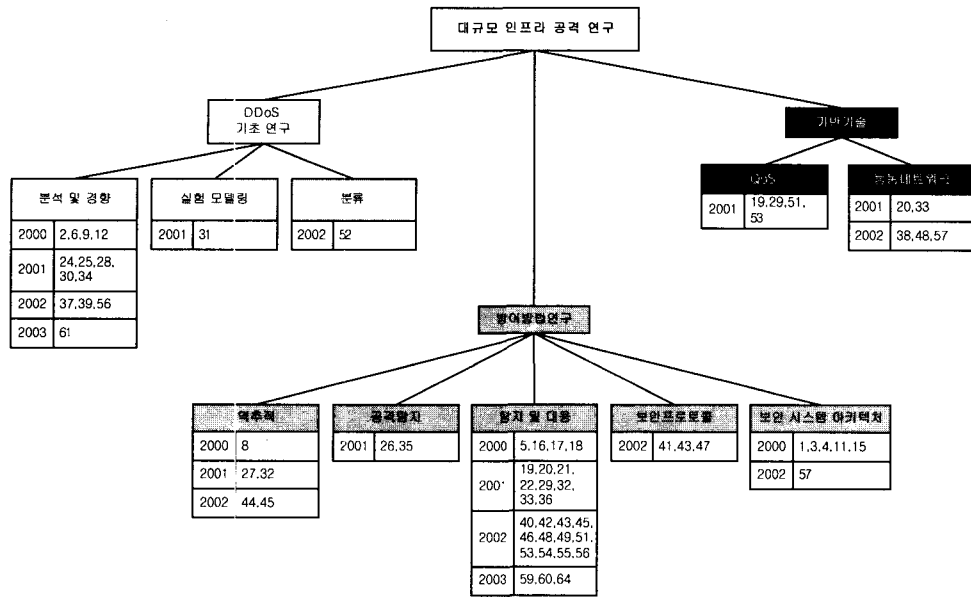 대규모 인프라 공격 연구
DDoS
기초 연구
기반기술
분석 및 경향
2000 2,6,9,12
2001 24,25,28,
30,34
2002 37,39,56
2003 61
실험 모델링
2001 31
분류
2002 52
QoS
2001 19,29,51,
53
능동네트워크
2001 20,33
2002 38,48,57
방어방법연구
역추적
2000 8
2001 27,32
2002 44,45
공격탐지
2001 26,35
탐지 및 대응
2000 5,16,17,18
2001 19,20,21,
22,29,32,
33,36
2002 40,42,43,45,
46,48,49,51,
53,54,55,56
2003 59,60,64
보안프로토콜
2002 41,43,47
보안 시스템 아키텍처
2000 1,3,4,11,15
2002 57